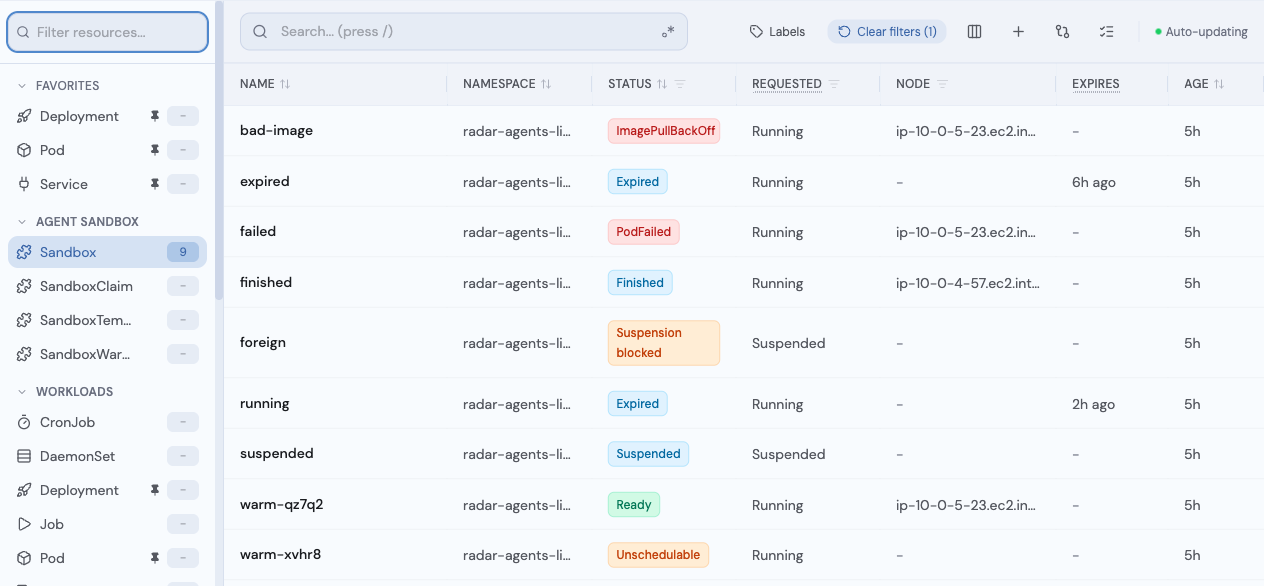 Filter resources...
FAVORITES
Deployment -
Pod -
Service -
AGENT SANDBOX
Sandbox 9
SandboxClaim -
SandboxTem... -
SandboxWar... -
WORKLOADS
CronJob -
DaemonSet -
Deployment -
Job -
Pod -
Search... (press /) .*
Labels
Clear filters (1)
Auto-updating
NAME NAMESPACE STATUS REQUESTED NODE EXPIRES AGE
bad-image radar-agents-li... ImagePullBackOff Running ip-10-0-5-23.ec2.in... - 5h
expired radar-agents-li... Expired Running - 6h ago 5h
failed radar-agents-li... PodFailed Running ip-10-0-5-23.ec2.in... - 5h
finished radar-agents-li... Finished Running ip-10-0-4-57.ec2.int... - 5h
foreign radar-agents-li... Suspension blocked Suspended - - 5h
running radar-agents-li... Expired Running - 2h ago 5h
suspended radar-agents-li... Suspended Suspended - - 5h
warm-qz7q2 radar-agents-li... Ready Running ip-10-0-5-23.ec2.in... - 5h
warm-xvhr8 radar-agents-li... Unschedulable Running - - 5h